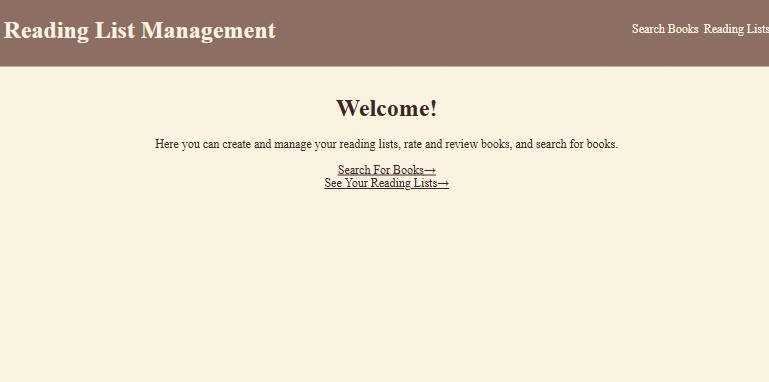 Reading List Management
Search Books Reading Lists
Welcome!
Here you can create and manage your reading lists, rate and review books, and search for books.
Search For Books→
See Your Reading Lists→